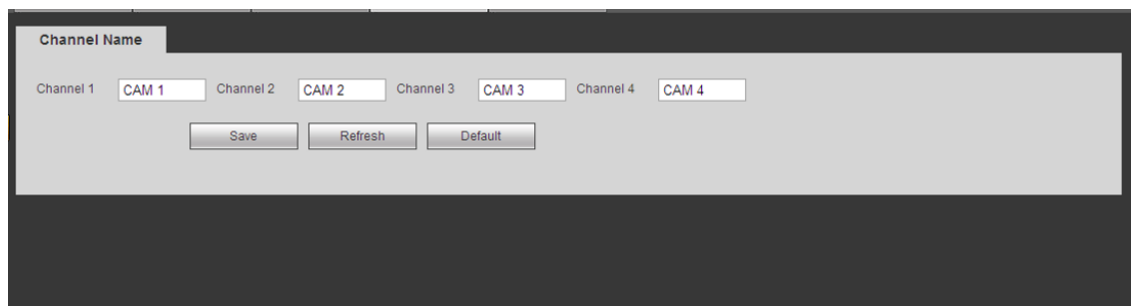 Channel Name
Channel 1 CAM 1 Channel 2 CAM 2 Channel 3 CAM 3 Channel 4 CAM 4
Save Refresh Default